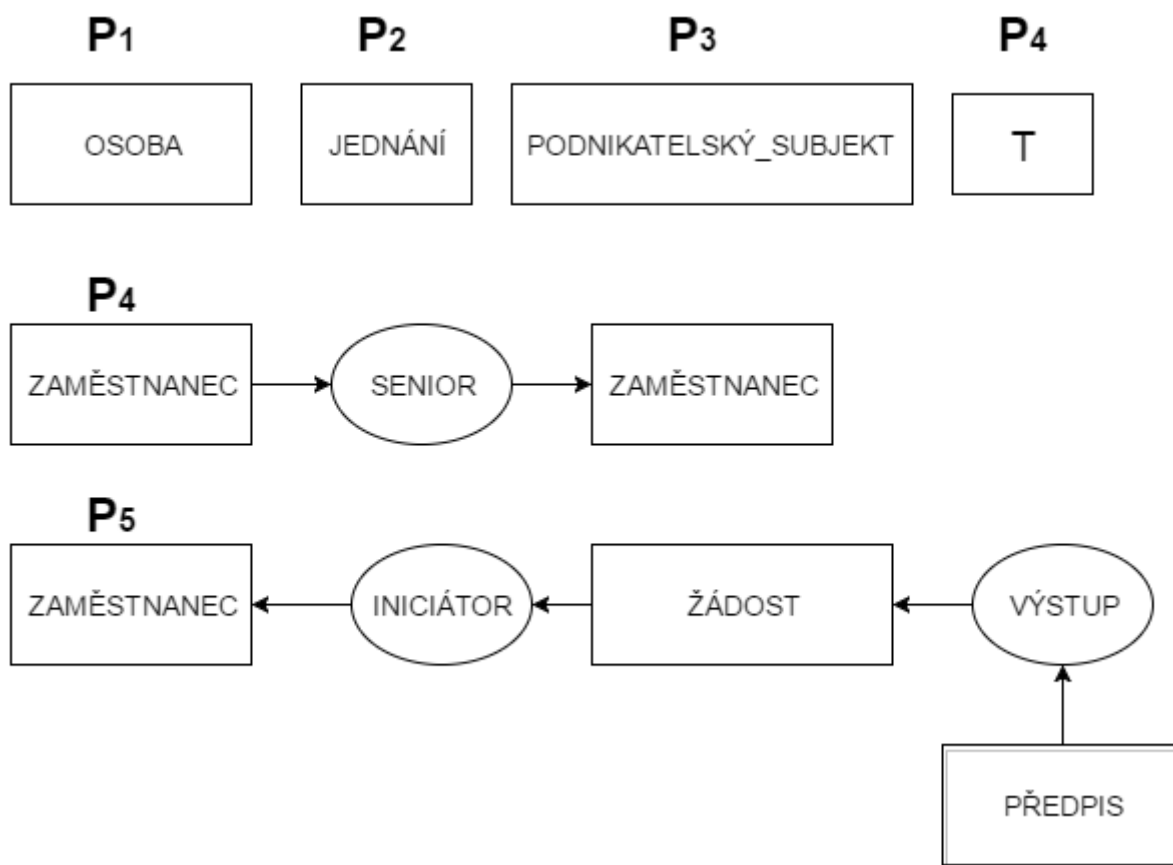 P1 P2 P3 P4
OSOBA JEDNÁNÍ PODNIKATELSKÝ_SUBJEKT T
P4
ZAMĚSTNANEC SENIOR ZAMĚSTNANEC
P5
ZAMĚSTNANEC INICIÁTOR ŽÁDOST VÝSTUP
PŘEDPIS